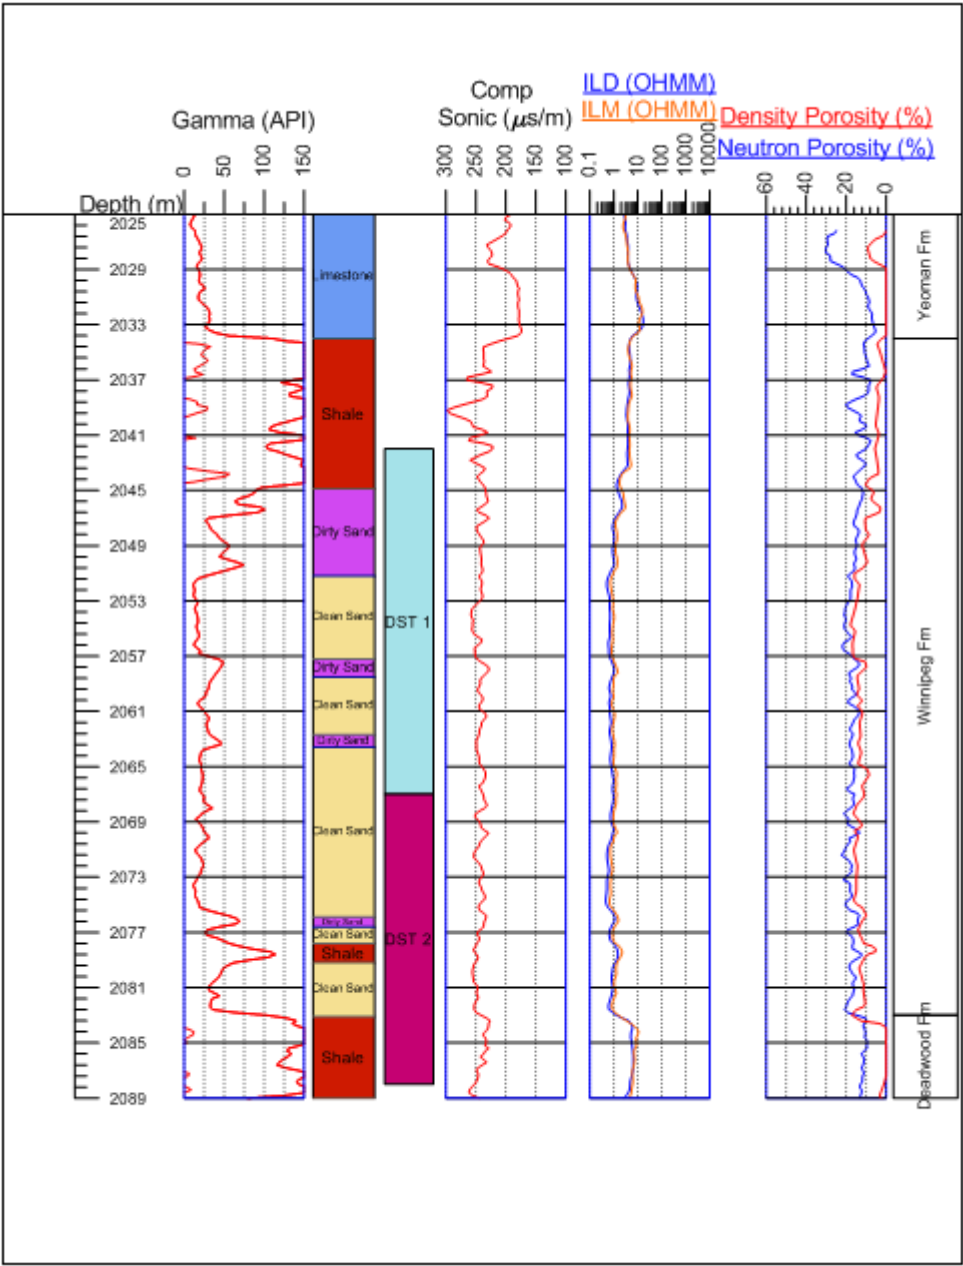 Gamma (API)
Comp
Sonic (μs/m)
ILD (OHMM)
ILM (OHMM)
Density Porosity (%)
Neutron Porosity (%)
Depth (m)
0 50 100 150
300 250 200 150 100
0.1 1 10 100 1000 10000
60 40 20 0
2025
2029
2033
2037
2041
2045
2049
2053
2057
2061
2065
2069
2073
2077
2081
2085
2089
Limestone
Shale
Dirty Sand
Clean Sand
Dirty Sand
Clean Sand
Dirty Sand
Clean Sand
Dirty Sand
Clean Sand
Shale
Clean Sand
Shale
DST 1
DST 2
Yeoman Fm
Winnipeg Fm
Deadwood Fm